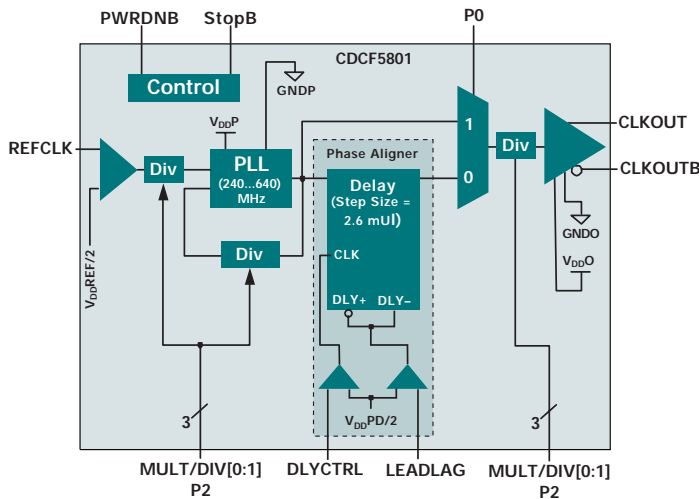 PWRDNB
StopB
P0
CDCF5801
Control
GNDP
VDDP
REFCLK
Div
PLL
(240...640)
MHz
Phase Aligner
Delay
(Step Size =
2.6 mUI)
1
0
Div
CLKOUT
CLKOUTB
GNDO
VDDO
VDDREF/2
Div
CLK
DLY+
DLY−
VDDPD/2
3
3
MULT/DIV[0:1]
P2
DLYCTRL
LEADLAG
MULT/DIV[0:1]
P2